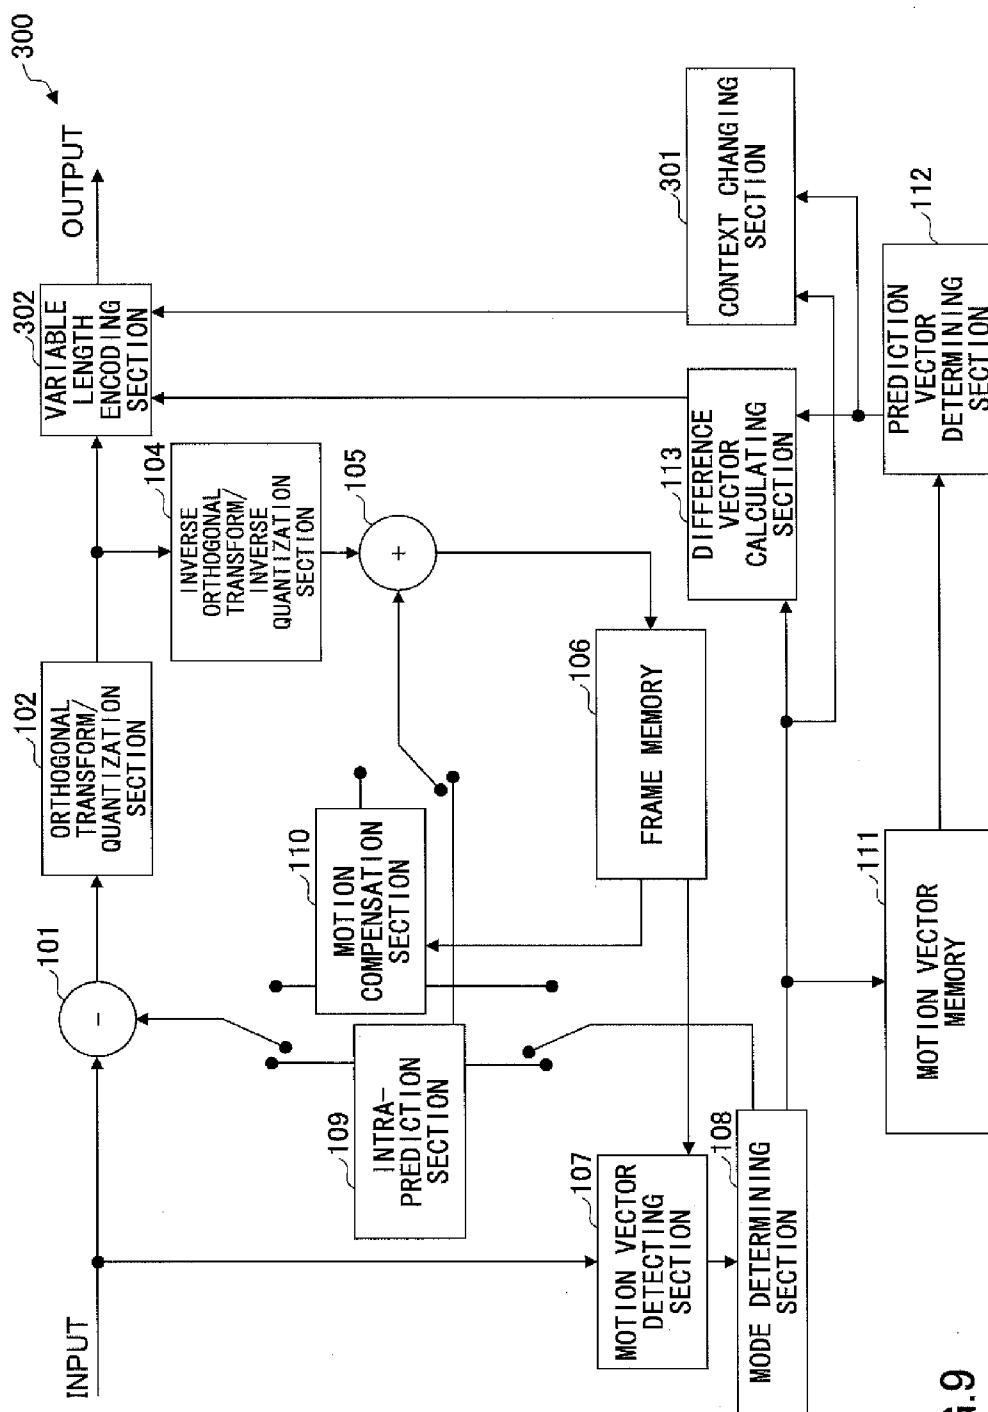 300
INPUT
101
-
102
ORTHOGONAL
TRANSFORM/
QUANTIZATION
SECTION
302
VARIABLE
LENGTH
ENCODING
SECTION
OUTPUT
104
INVERSE
ORTHOGONAL
TRANSFORM/
INVERSE
QUANTIZATION
SECTION
105
+
109
INTRA-
PREDICTION
SECTION
110
MOTION
COMPENSATION
SECTION
106
FRAME MEMORY
107
MOTION VECTOR
DETECTING
SECTION
108
MODE DETERMINING
SECTION
113
DIFFERENCE
VECTOR
CALCULATING
SECTION
301
CONTEXT CHANGING
SECTION
111
MOTION VECTOR
MEMORY
112
PREDICTION
VECTOR
DETERMINING
SECTION
G.9